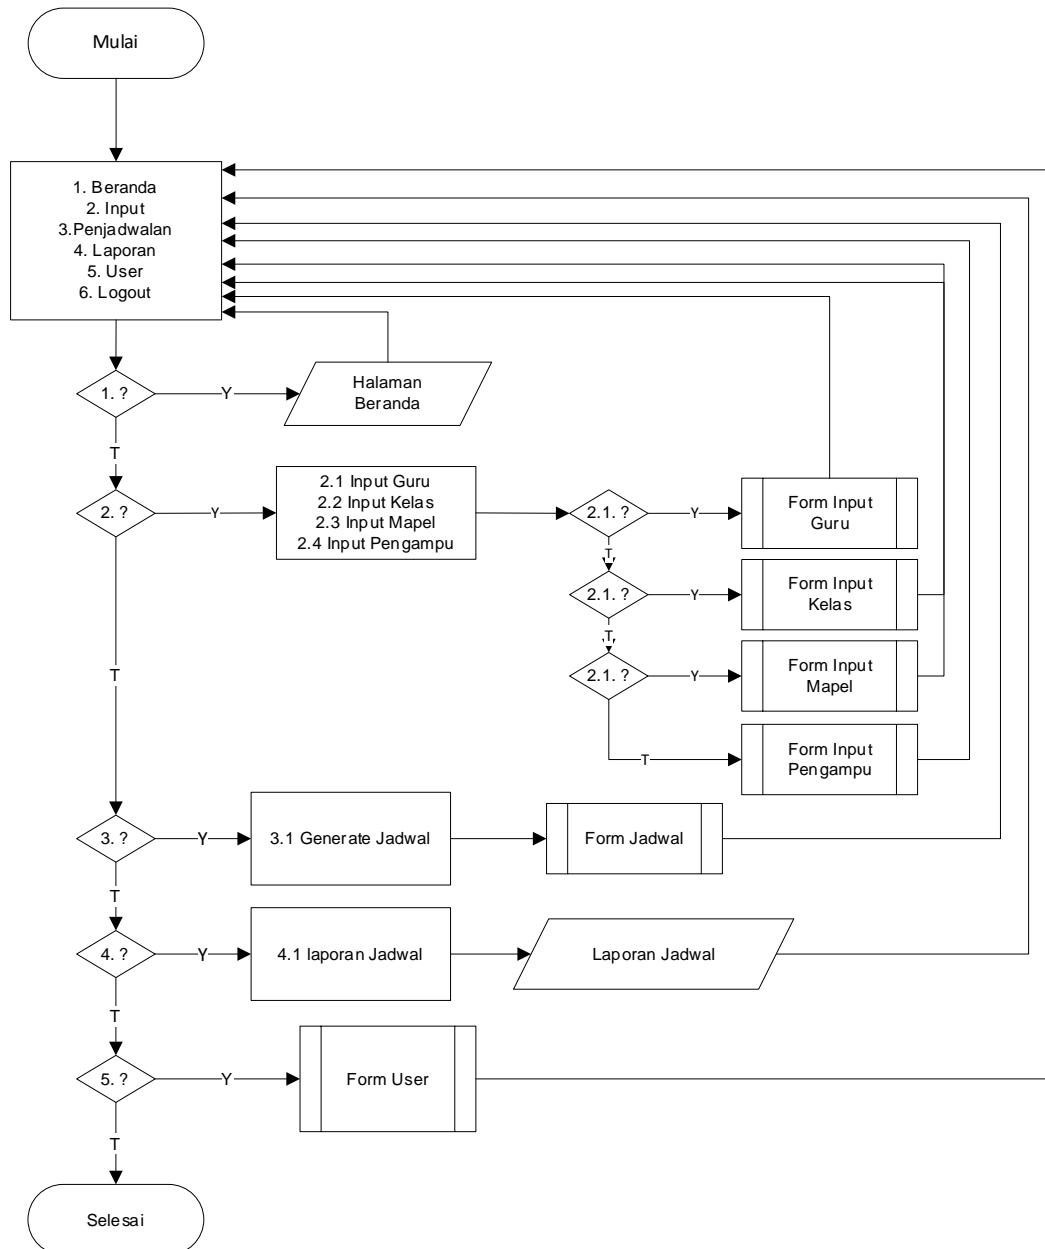 Mulai
1. Beranda
2. Input
3.Penjadwalan
4. Laporan
5. User
6. Logout
1. ?
Y
Halaman
Beranda
T
2. ?
Y
2.1 Input Guru
2.2 Input Kelas
2.3 Input Mapel
2.4 Input Pengampu
2.1. ?
Y
Form Input
Guru
T
2.1. ?
Y
Form Input
Kelas
T
2.1. ?
Y
Form Input
Mapel
T
Form Input
Pengampu
T
3. ?
Y
3.1 Generate Jadwal
Form Jadwal
T
4. ?
Y
4.1 laporan Jadwal
Laporan Jadwal
T
5. ?
Y
Form User
T
Selesai